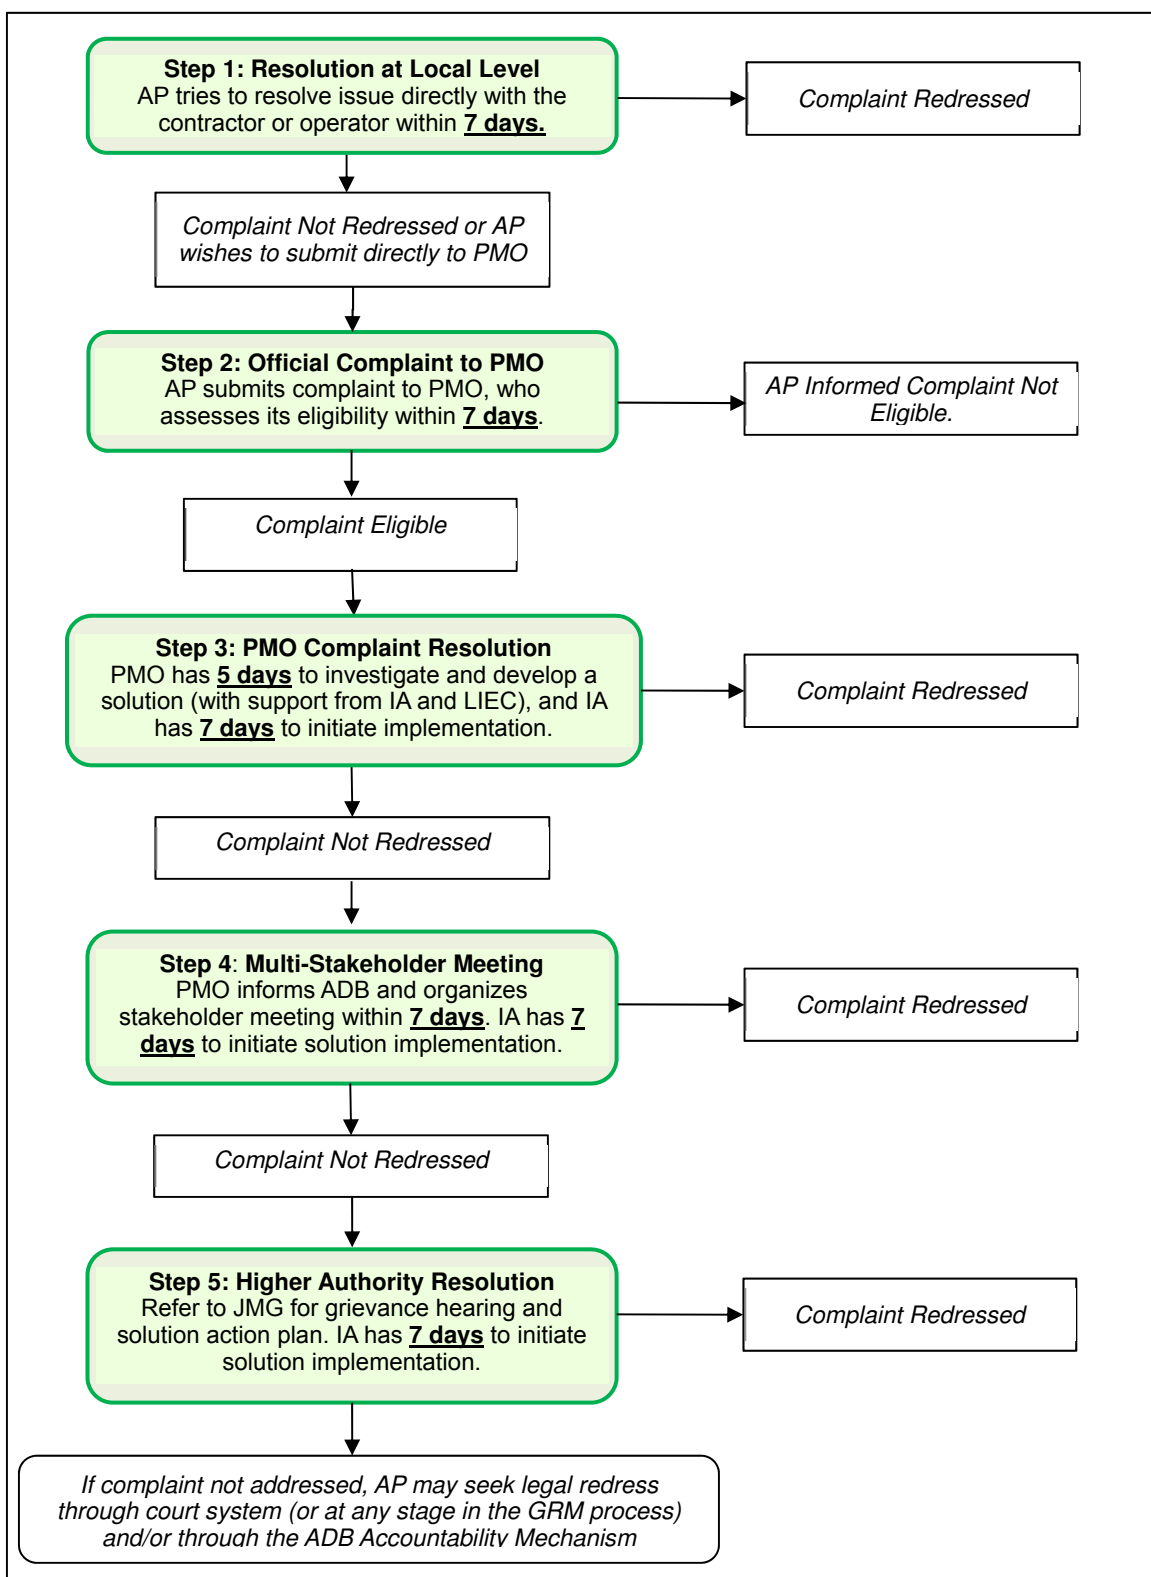 Step 1: Resolution at Local Level
AP tries to resolve issue directly with the
contractor or operator within 7 days.
Complaint Redressed
Complaint Not Redressed or AP
wishes to submit directly to PMO
Step 2: Official Complaint to PMO
AP submits complaint to PMO, who
assesses its eligibility within 7 days.
AP Informed Complaint Not
Eligible.
Complaint Eligible
Step 3: PMO Complaint Resolution
PMO has 5 days to investigate and develop a
solution (with support from IA and LIEC), and IA
has 7 days to initiate implementation.
Complaint Redressed
Complaint Not Redressed
Step 4: Multi-Stakeholder Meeting
PMO informs ADB and organizes
stakeholder meeting within 7 days. IA has 7
days to initiate solution implementation.
Complaint Redressed
Complaint Not Redressed
Step 5: Higher Authority Resolution
Refer to JMG for grievance hearing and
solution action plan. IA has 7 days to initiate
solution implementation.
Complaint Redressed
If complaint not addressed, AP may seek legal redress
through court system (or at any stage in the GRM process)
and/or through the ADB Accountability Mechanism